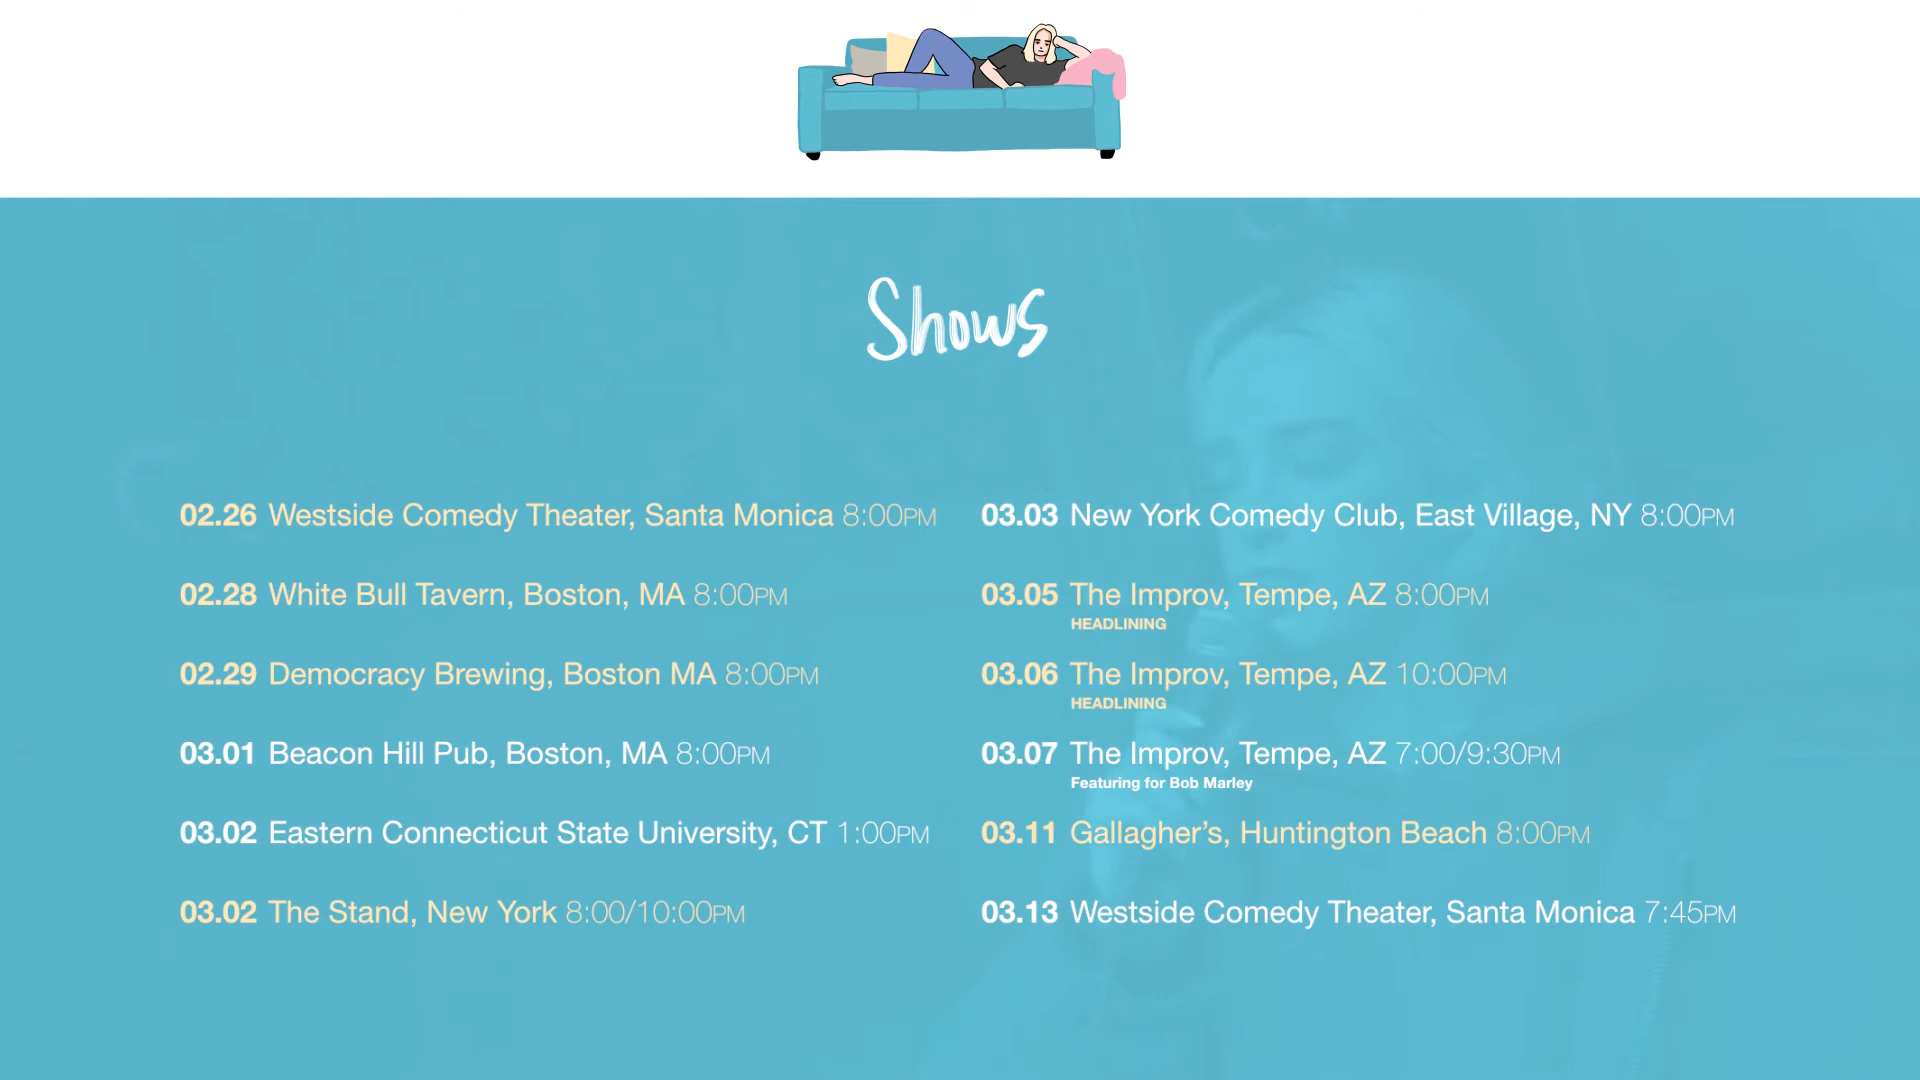 Shows
02.26 Westside Comedy Theater, Santa Monica 8:00PM
02.28 White Bull Tavern, Boston, MA 8:00PM
02.29 Democracy Brewing, Boston MA 8:00PM
03.01 Beacon Hill Pub, Boston, MA 8:00PM
03.02 Eastern Connecticut State University, CT 1:00PM
03.02 The Stand, New York 8:00/10:00PM
03.03 New York Comedy Club, East Village, NY 8:00PM
03.05 The Improv, Tempe, AZ 8:00PM
HEADLINING
03.06 The Improv, Tempe, AZ 10:00PM
HEADLINING
03.07 The Improv, Tempe, AZ 7:00/9:30PM
Featuring for Bob Marley
03.11 Gallagher’s, Huntington Beach 8:00PM
03.13 Westside Comedy Theater, Santa Monica 7:45PM